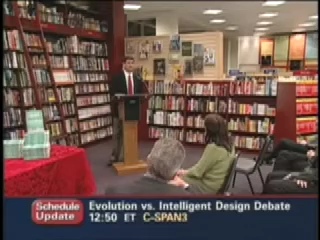 Schedule
Update
Evolution vs. Intelligent Design Debate
12:50 ET C-SPAN3